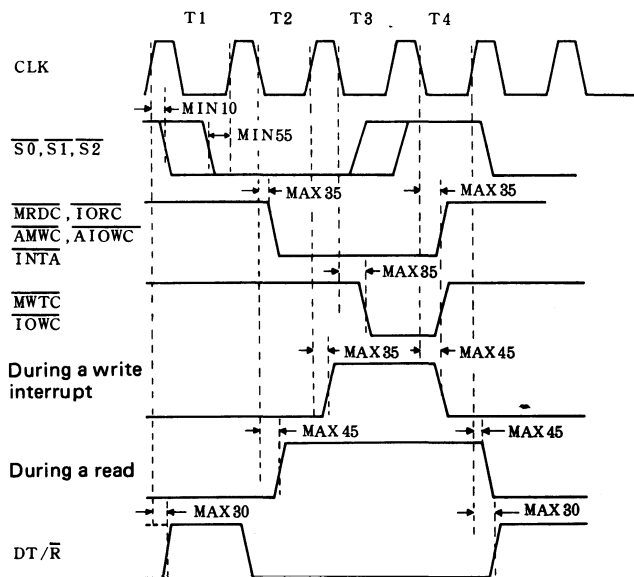 T1 T2 T3 T4
CLK
MIN10
S0, S1, S2
MIN55
MAX35 MAX35
MRDC, IORC
AMWC, AIOWC
INTA
MAX35
MWTC
IOWC
MAX35 MAX45
During a write
interrupt
MAX45 MAX45
During a read
MAX30 MAX30
DT/R